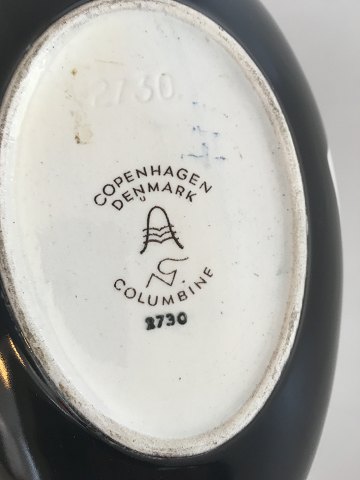 2730
COPENHAGEN
DENMARK
COLUMBINE
2730